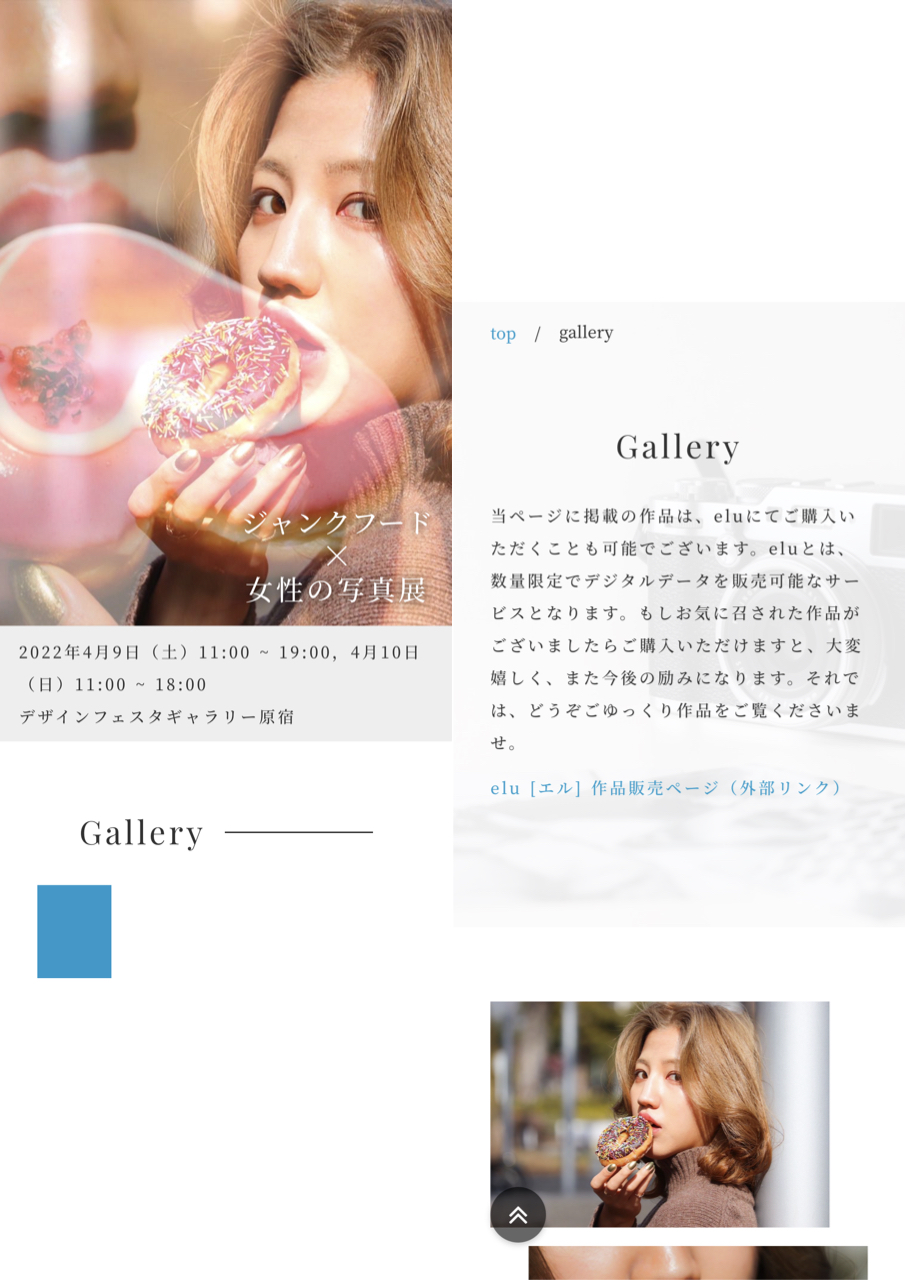 ジャンクフード
×
女性の写真展
2022年4月9日（土）11:00 ~ 19:00，4月10日
（日）11:00 ~ 18:00
デザインフェスタギャラリー原宿
Gallery
top / gallery
Gallery
当ページに掲載の作品は、eluにてご購入い
ただくことも可能でございます。eluとは、
数量限定でデジタルデータを販売可能なサー
ビスとなります。もしお気に召された作品が
ございましたらご購入いただけますと、大変
嬉しく、また今後の励みになります。それで
は、どうぞごゆっくり作品をご覧くださいま
せ。
elu [エル] 作品販売ページ（外部リンク）